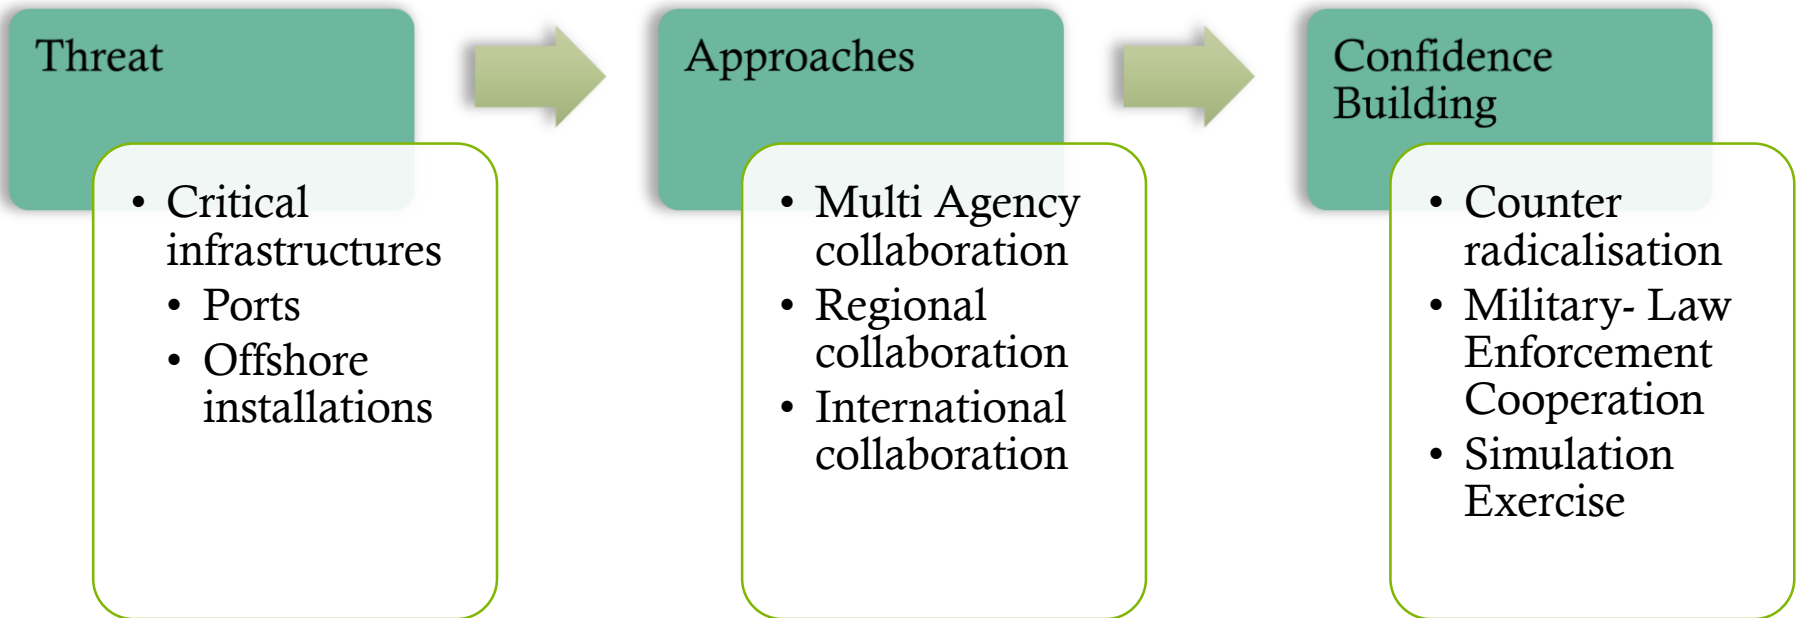 Threat
• Critical
infrastructures
• Ports
• Offshore
installations
Approaches
• Multi Agency
collaboration
• Regional
collaboration
• International
collaboration
Confidence
Building
• Counter
radicalisation
• Military- Law
Enforcement
Cooperation
• Simulation
Exercise